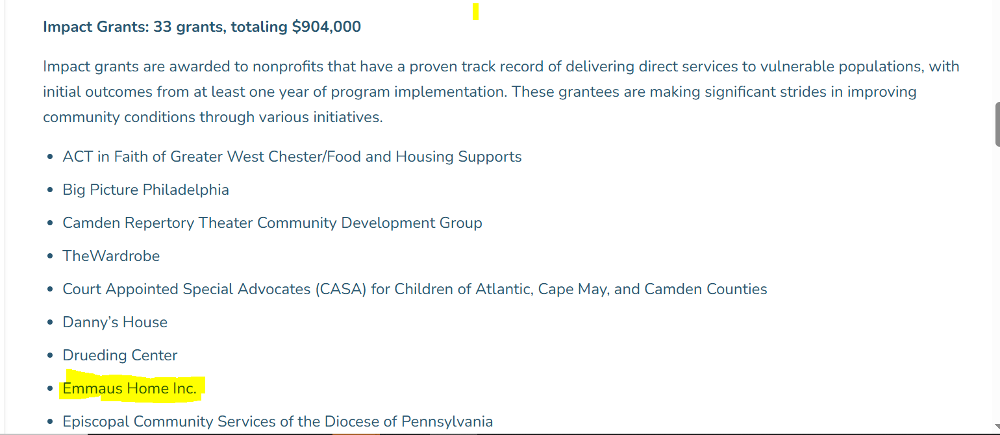 Impact Grants: 33 grants, totaling $904,000
Impact grants are awarded to nonprofits that have a proven track record of delivering direct services to vulnerable populations, with
initial outcomes from at least one year of program implementation. These grantees are making significant strides in improving
community conditions through various initiatives.
• ACT in Faith of Greater West Chester/Food and Housing Supports
• Big Picture Philadelphia
• Camden Repertory Theater Community Development Group
• TheWardrobe
• Court Appointed Special Advocates (CASA) for Children of Atlantic, Cape May, and Camden Counties
• Danny’s House
• Drueding Center
• Emmaus Home Inc.
• Episcopal Community Services of the Diocese of Pennsylvania